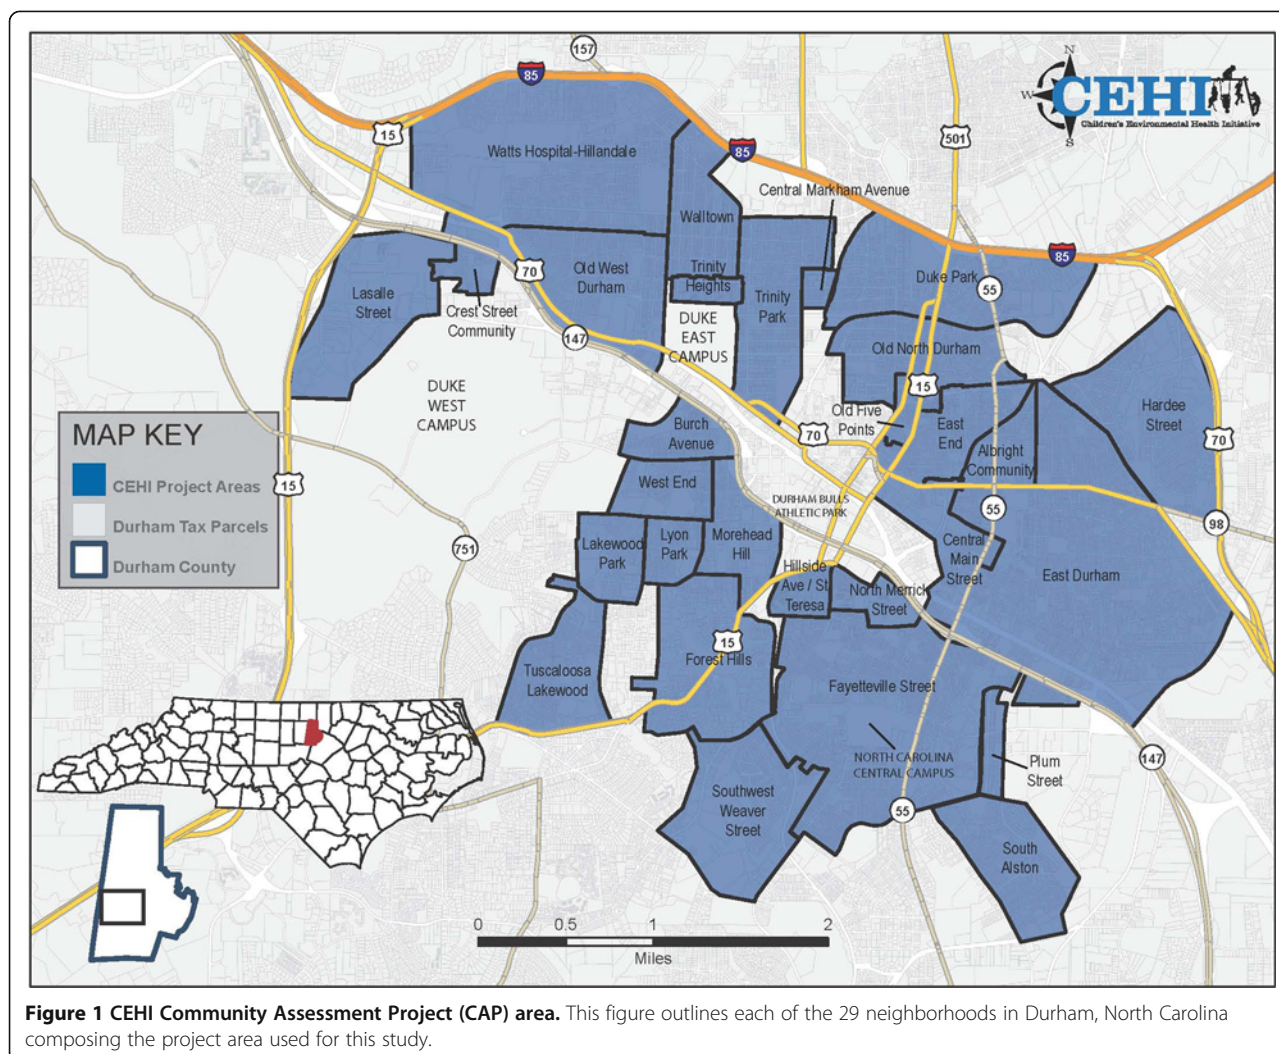 157
85
15
501
N
W
S
CEHI
Children's Environmental Health Initiative
Watts Hospital-Hillandale
85
Central Markham Avenue
Walltown
85
70
Old West
Durham
Trinity
Heights
Duke Park
55
Lasalle
Street
Trinity
Park
Crest Street
Community
DUKE
EAST
CAMPUS
147
Old North Durham
DUKE
WEST
CAMPUS
15
Hardee
Street
Old Five
Points
Burch
Avenue
70
East
End
70
Albright
Community
MAP KEY
CEHI Project Areas
Durham Tax Parcels
Durham County
15
West End
DURHAM BULLS
ATHLETIC PARK
55
98
751
Lakewood
Park
Lyon
Park
Morehead
Hill
Central
Main
Street
Hillside
Ave / St.
Teresa
North Merrick
Street
East Durham
15
Forest Hills
Tuscaloosa
Lakewood
Fayetteville Street
NORTH CAROLINA
CENTRAL CAMPUS
Plum
Street
147
Southwest
Weaver
Street
55
South
Alston
0 0.5 1 2
Miles
Figure 1 CEHI Community Assessment Project (CAP) area. This figure outlines each of the 29 neighborhoods in Durham, North Carolina
composing the project area used for this study.